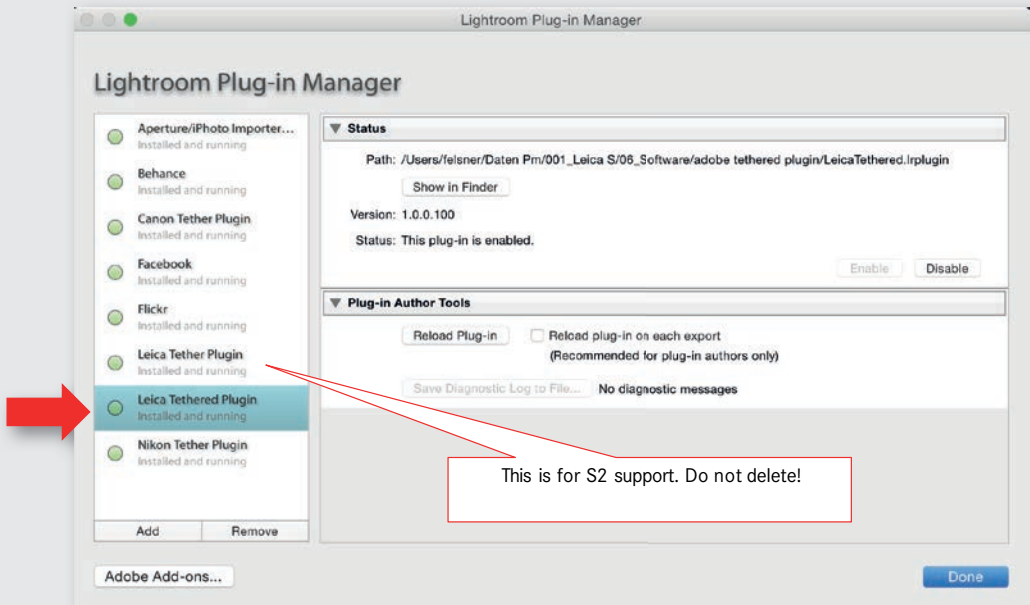 Lightroom Plug-in Manager
Lightroom Plug-in Manager
Aperture/iPhoto Importer...
Installed and running
Behance
Installed and running
Canon Tether Plugin
Installed and running
Facebook
Installed and running
Flickr
Installed and running
Leica Tether Plugin
Installed and running
Leica Tethered Plugin
Installed and running
Nikon Tether Plugin
Installed and running
Add Remove
Status
Path: /Users/felsner/Daten Pm/001_Leica S/06_Software/adobe tethered plugin/LeicaTethered.lrplugin
Show in Finder
Version: 1.0.0.100
Status: This plug-in is enabled.
Enable Disable
Plug-in Author Tools
Reload Plug-in Reload plug-in on each export
(Recommended for plug-in authors only)
Save Diagnostic Log to File... No diagnostic messages
This is for S2 support. Do not delete!
Adobe Add-ons... Done